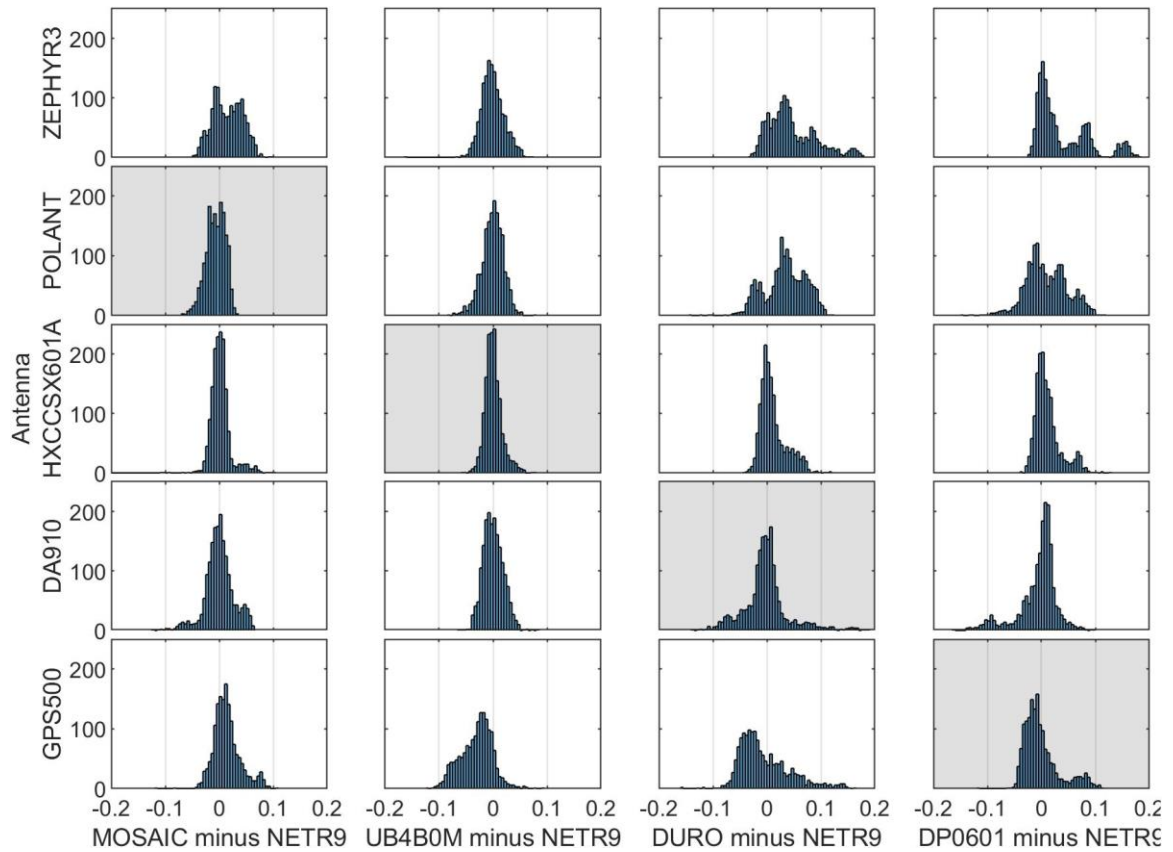 ZEPHYR3
200
100
0
POLANT
200
100
0
Antenna
HXCCSX601A
200
100
0
DA910
200
100
0
GPS500
200
100
0
-0.2 -0.1 0 0.1 0.2 -0.2 -0.1 0 0.1 0.2 -0.2 -0.1 0 0.1 0.2 -0.2 -0.1 0 0.1 0.2
MOSAIC minus NETR9 UB4B0M minus NETR9 DURO minus NETR9 DP0601 minus NETR9